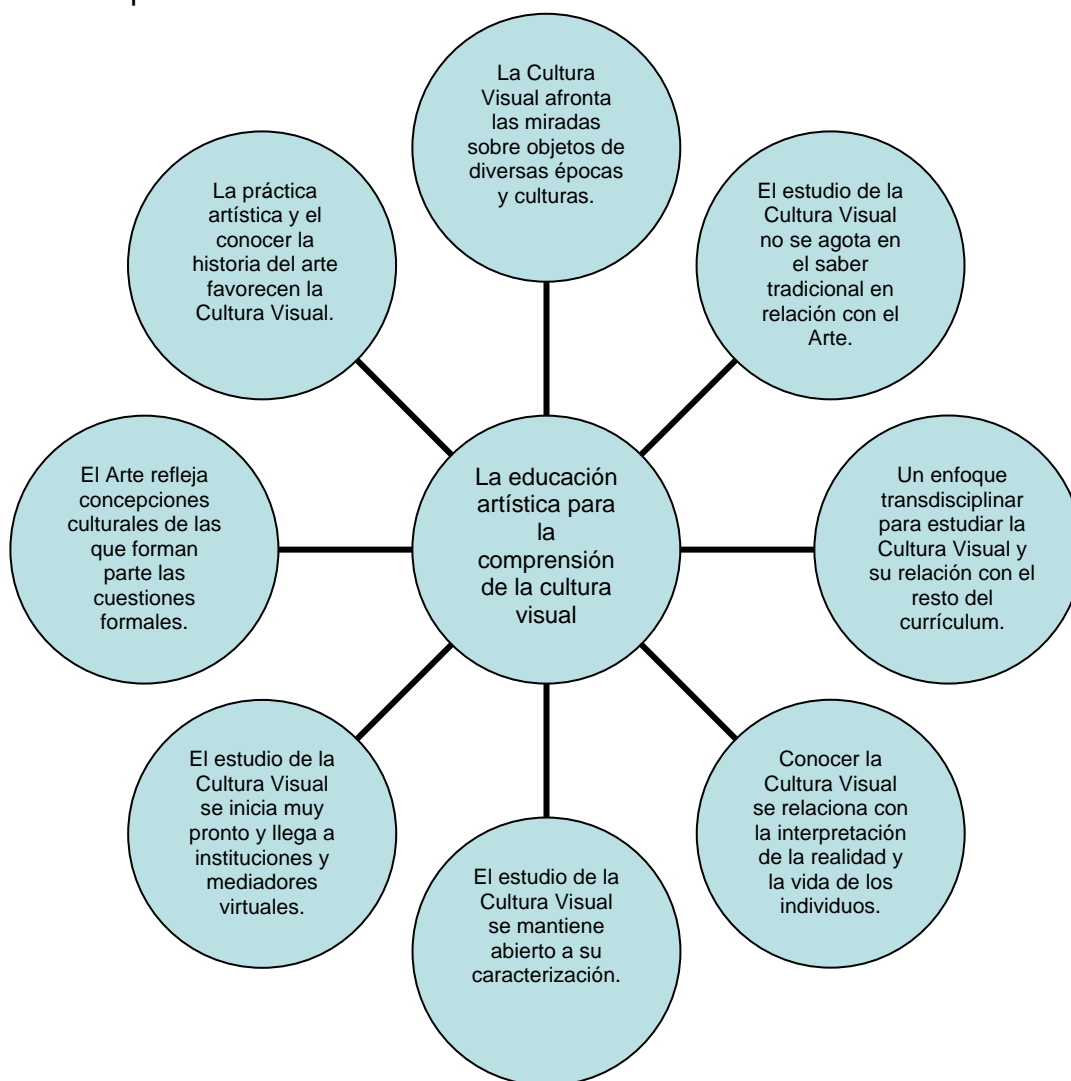 La Cultura
Visual afronta
las miradas
sobre objetos de
diversas épocas
y culturas.
El estudio de la
Cultura Visual
no se agota en
el saber
tradicional en
relación con el
Arte.
Un enfoque
transdisciplinar
para estudiar la
Cultura Visual y
su relación con el
resto del
currículum.
Conocer la
Cultura Visual
se relaciona con
la interpretación
de la realidad y
la vida de los
individuos.
El estudio de la
Cultura Visual
se mantiene
abierto a su
caracterización.
El estudio de la
Cultura Visual
se inicia muy
pronto y llega a
instituciones y
mediadores
virtuales.
El Arte refleja
concepciones
culturales de las
que forman
parte las
cuestiones
formales.
La práctica
artística y el
conocer la
historia del arte
favorecen la
Cultura Visual.
La educación
artística para
la
comprensión
de la cultura
visual